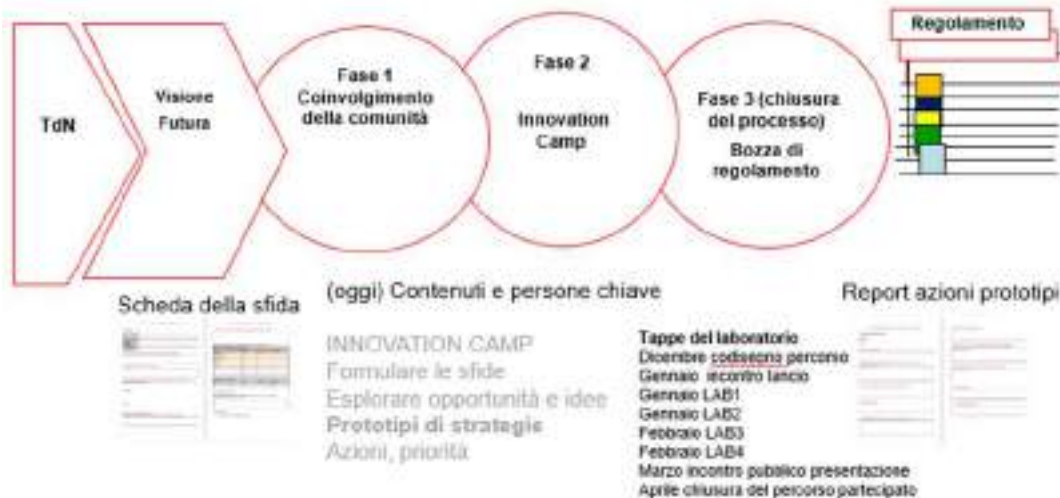 TdN
Visione
Futura
Fase 1
Coinvolgimento
della comunità
Fase 2
Innovation
Camp
Fase 3 (chiusura
del processo)
Bozza di
regolamento
Regolamento
Scheda della sfida
(oggi) Contenuti e persone chiave
Report azioni prototipi
INNOVATION CAMP
Formulare le sfide
Esplorare opportunità e idee
Prototipi di strategie
Azioni, priorità
Tappe del laboratorio
Dicembre codisegno percorso
Gennaio incontro lancio
Gennaio LAB1
Gennaio LAB2
Febbraio LAB3
Febbraio LAB4
Marzo incontro pubblico presentazione
Aprile chiusura del percorso partecipato